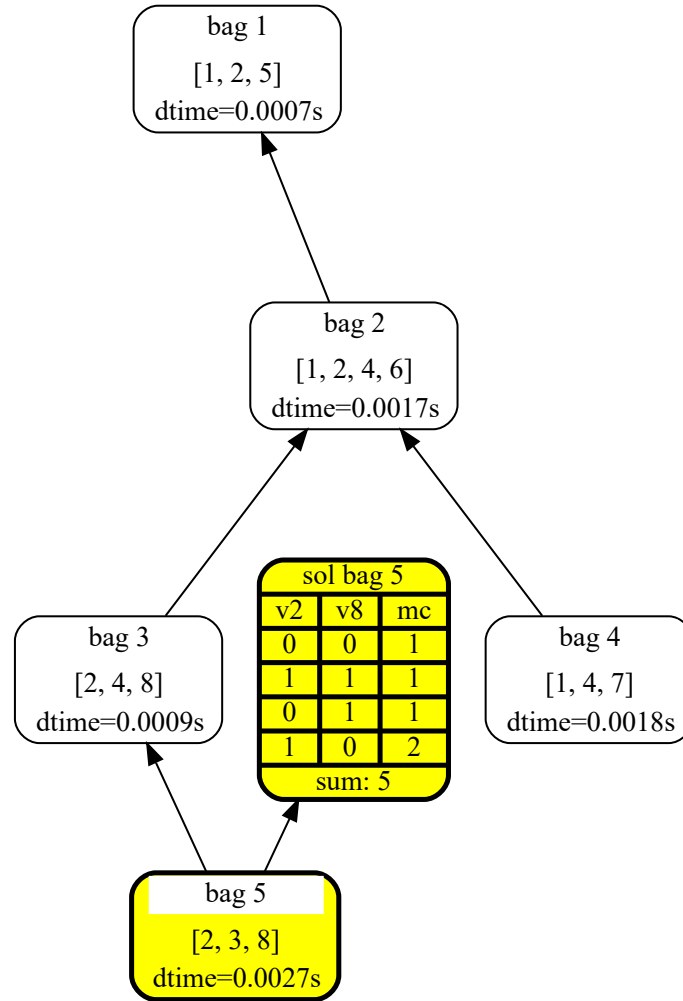 bag 1
[1, 2, 5]
dtime=0.0007s
bag 2
[1, 2, 4, 6]
dtime=0.0017s
sol bag 5
v2 v8 mc
0 0 1
1 1 1
0 1 1
1 0 2
sum: 5
bag 3
[2, 4, 8]
dtime=0.0009s
bag 4
[1, 4, 7]
dtime=0.0018s
bag 5
[2, 3, 8]
dtime=0.0027s